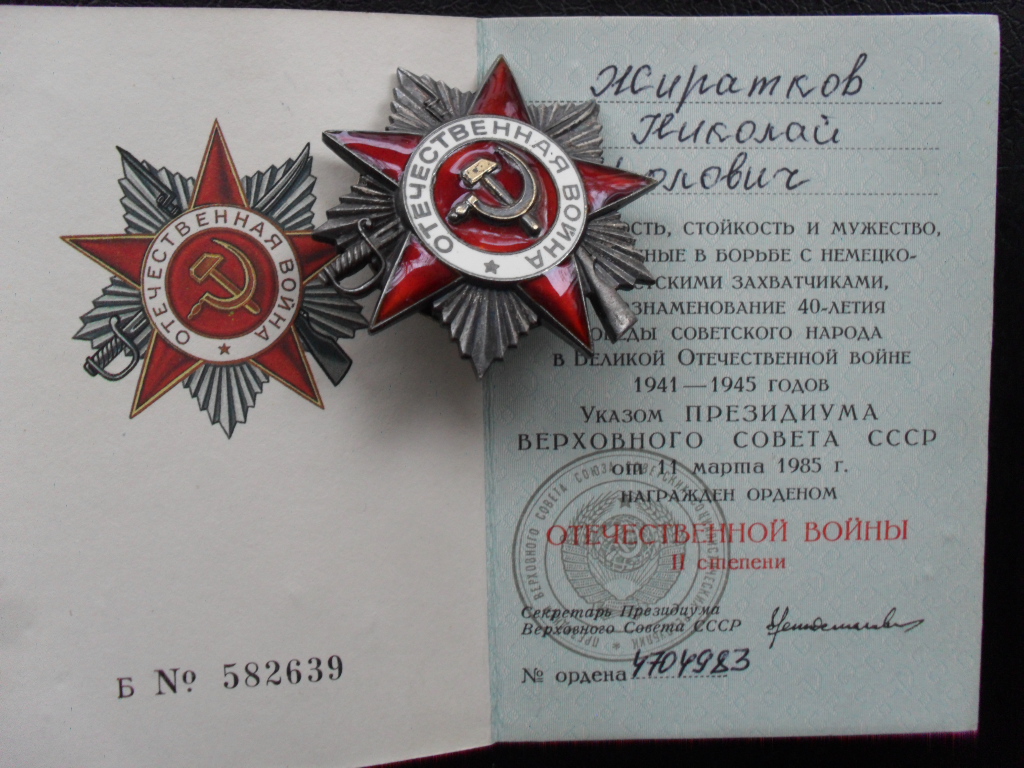 ОТЕЧЕСТВЕННАЯ ВОЙНА
Б № 582639
ОТЕЧЕСТВЕННАЯ ВОЙНА
Жиратков
Николай
СТОЙКОСТЬ И МУЖЕСТВО,
В БОРЬБЕ С НЕМЕЦКО-
ЗАХВАТЧИКАМИ,
40-ЛЕТИЯ
СОВЕТСКОГО НАРОДА
В ВЕЛИКОЙ ОТЕЧЕСТВЕННОЙ ВОЙНЕ
1941—1945 ГОДОВ
УКАЗОМ ПРЕЗИДИУМА
ВЕРХОВНОГО СОВЕТА СССР
от 11 марта 1985 г.
НАГРАЖДЕН ОРДЕНОМ
ОТЕЧЕСТВЕННОЙ ВОЙНЫ
II степени
Секретарь Президиума
Верховного Совета СССР
№ ордена 4704983